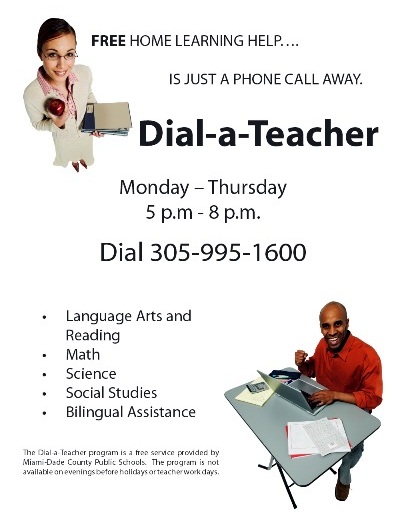 FREE HOME LEARNING HELP....
IS JUST A PHONE CALL AWAY.
Dial-a-Teacher
Monday – Thursday
5 p.m - 8 p.m.
Dial 305-995-1600
• Language Arts and
Reading
• Math
• Science
• Social Studies
• Bilingual Assistance
The Dial-a-Teacher program is a free service provided by
Miami-Dade County Public Schools. The program is not
available on evenings before holidays or teacher work days.